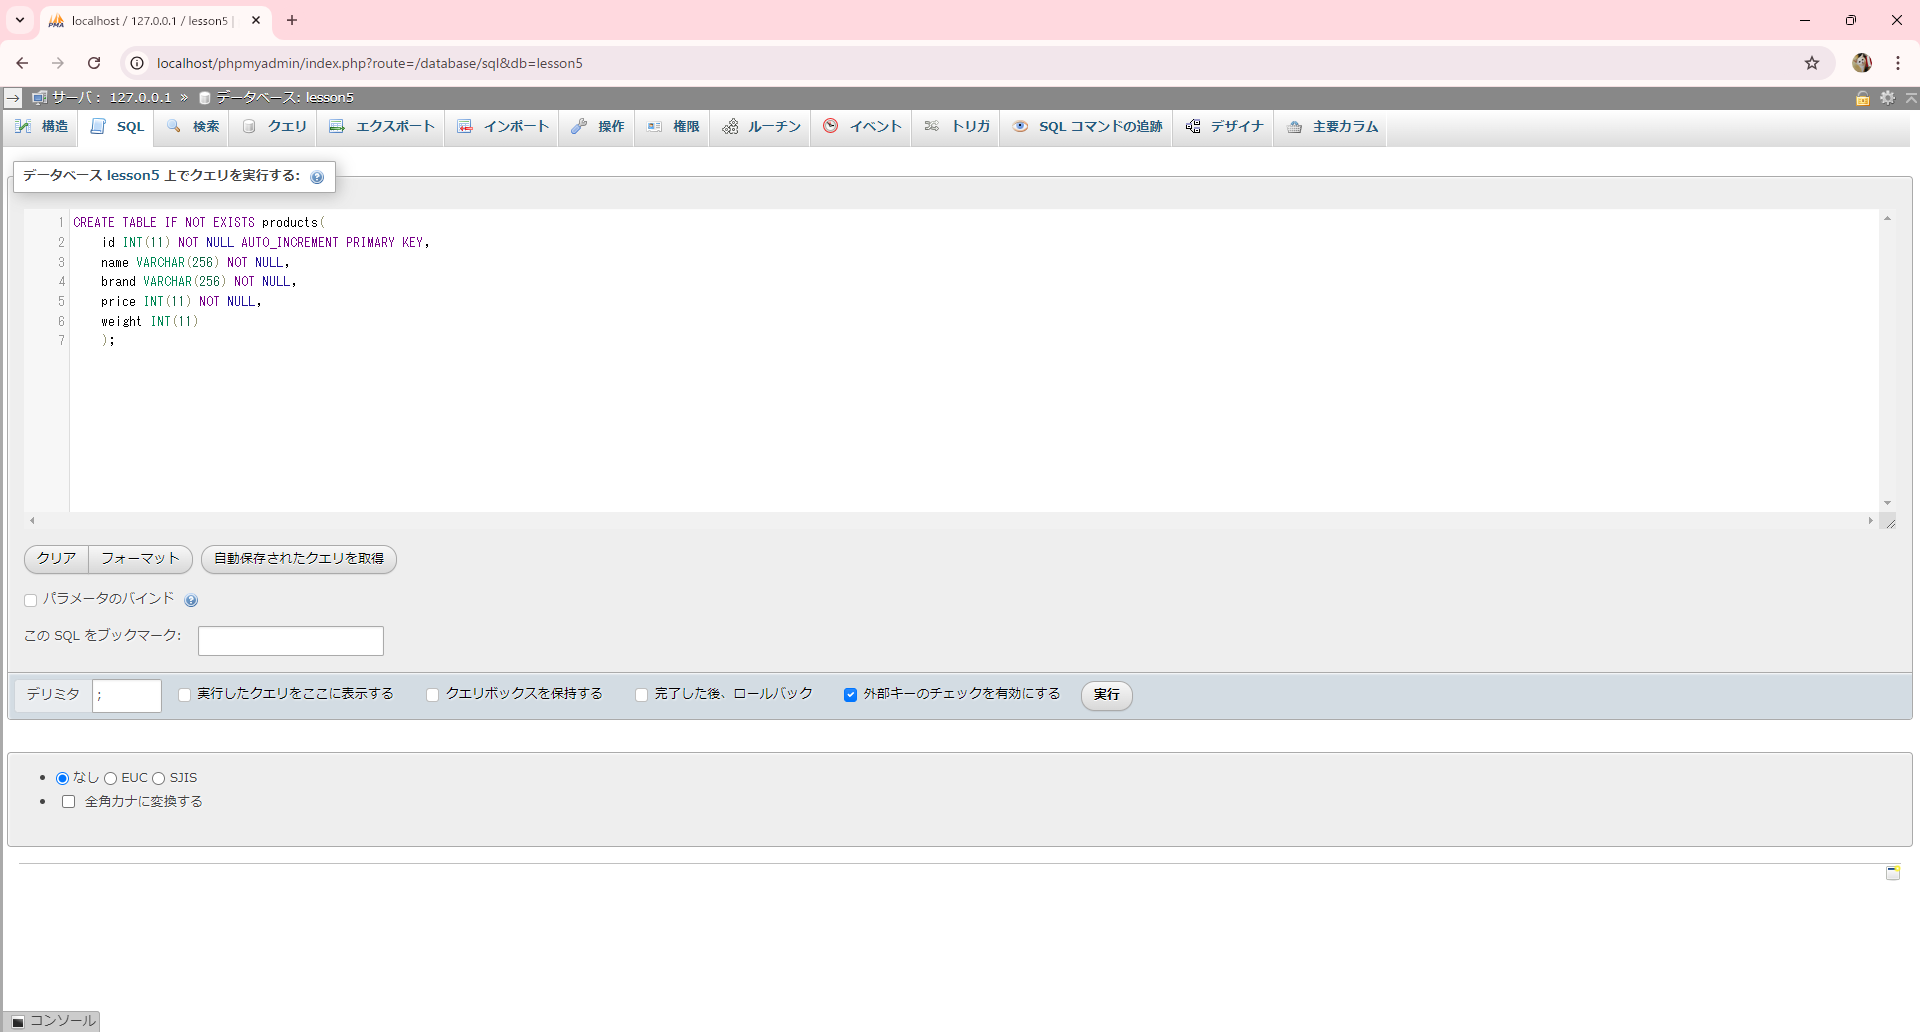 localhost / 127.0.0.1 / lesson5 |
localhost/phpmyadmin/index.php?route=/database/sql&db=lesson5
サーバ: 127.0.0.1 » データベース: lesson5
構造 SQL 検索 クエリ エクスポート インポート 操作 権限 ルーチン イベント トリガ SQL コマンドの追跡 デザイナ 主要カラム
データベース lesson5 上でクエリを実行する:
1 CREATE TABLE IF NOT EXISTS products(
2 id INT(11) NOT NULL AUTO_INCREMENT PRIMARY KEY,
3 name VARCHAR(256) NOT NULL,
4 brand VARCHAR(256) NOT NULL,
5 price INT(11) NOT NULL,
6 weight INT(11)
7 );
クリア フォーマット 自動保存されたクエリを取得
パラメータのバインド
この SQL をブックマーク:
デリミタ ; 実行したクエリをここに表示する クエリボックスを保持する 完了した後、ロールバック 外部キーのチェックを有効にする 実行
なし EUC SJIS
全角カナに変換する
コンソール